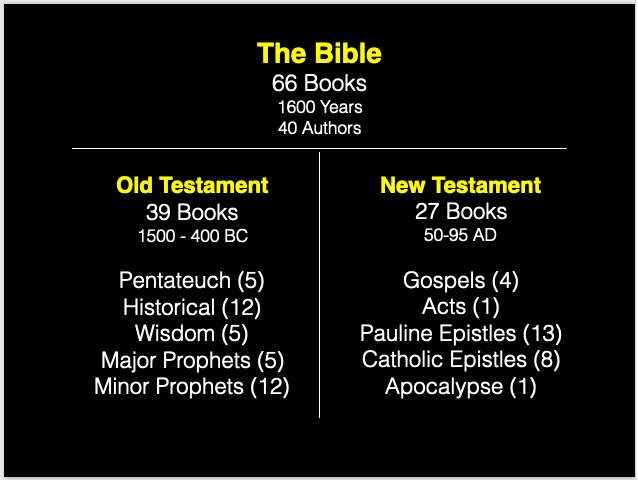 The Bible
66 Books
1600 Years
40 Authors
Old Testament
39 Books
1500 - 400 BC
Pentateuch (5)
Historical (12)
Wisdom (5)
Major Prophets (5)
Minor Prophets (12)
New Testament
27 Books
50-95 AD
Gospels (4)
Acts (1)
Pauline Epistles (13)
Catholic Epistles (8)
Apocalypse (1)